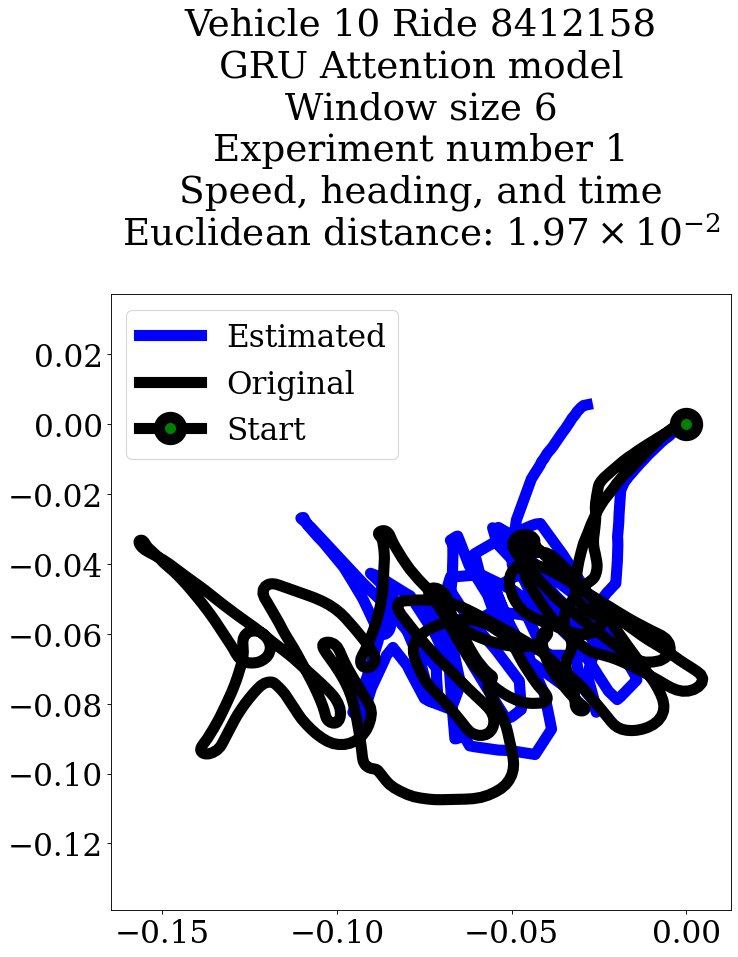 Vehicle 10 Ride 8412158
GRU Attention model
Window size 6
Experiment number 1
Speed, heading, and time
Euclidean distance: 1.97 × 10⁻²
Estimated
Original
Start
0.02
0.00
−0.02
−0.04
−0.06
−0.08
−0.10
−0.12
−0.15 −0.10 −0.05 0.00